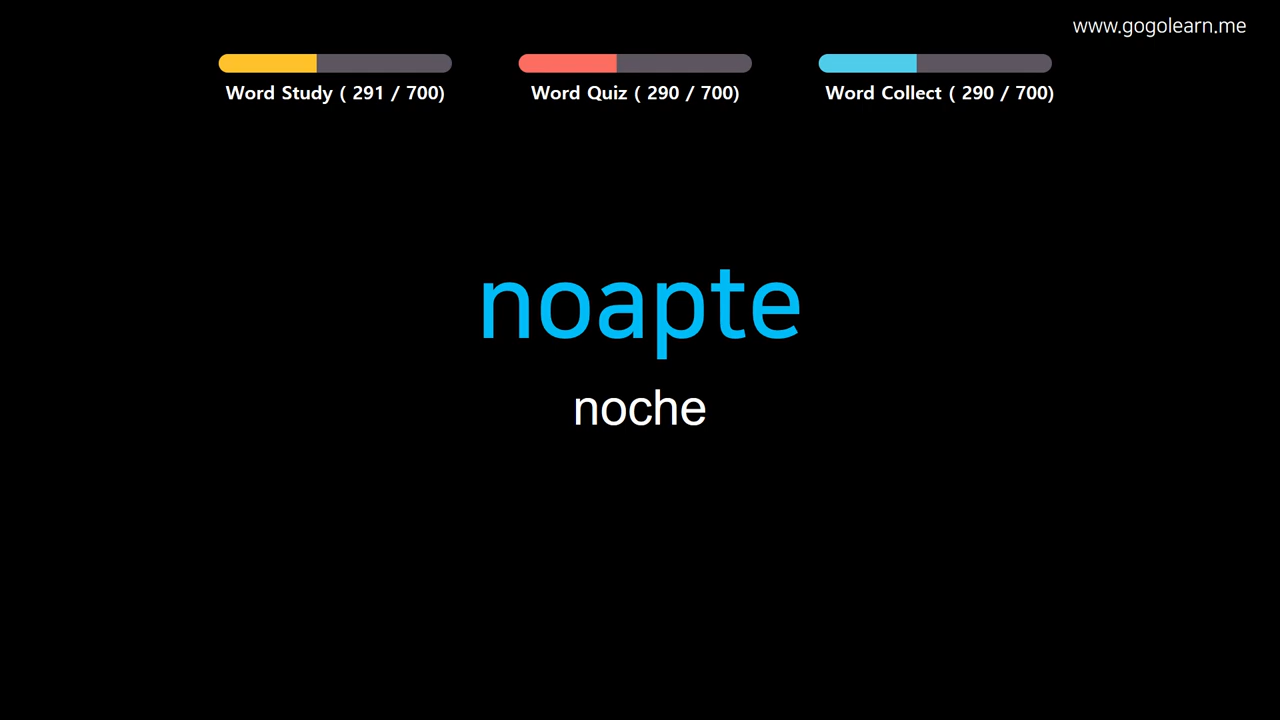 www.gogolearn.me
Word Study ( 291 / 700)
Word Quiz ( 290 / 700)
Word Collect ( 290 / 700)
noapte
noche